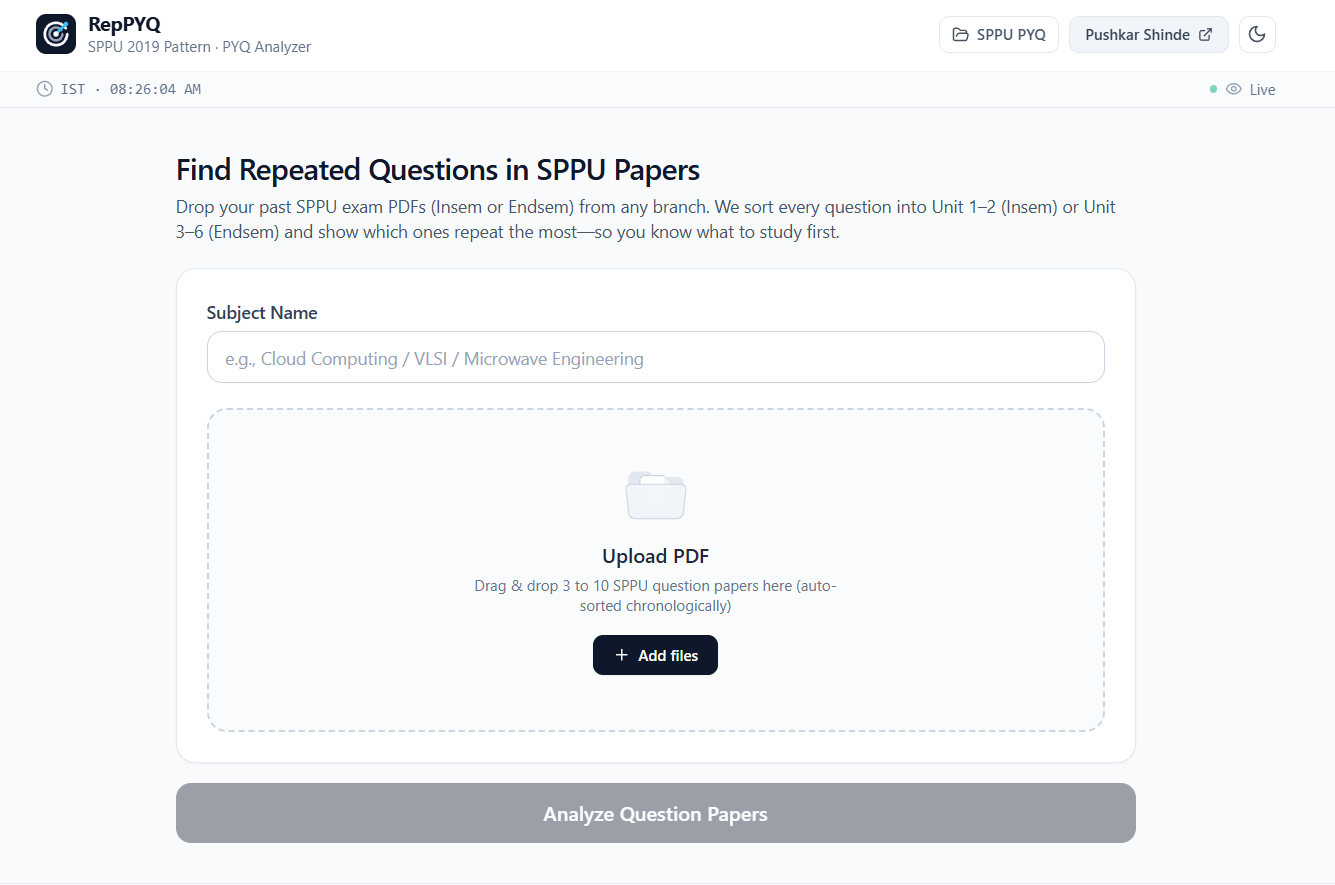 RepPYQ
SPPU 2019 Pattern · PYQ Analyzer
SPPU PYQ
Pushkar Shinde
IST · 08:26:04 AM
Live
Find Repeated Questions in SPPU Papers
Drop your past SPPU exam PDFs (Insem or Endsem) from any branch. We sort every question into Unit 1–2 (Insem) or Unit
3–6 (Endsem) and show which ones repeat the most—so you know what to study first.
Subject Name
e.g., Cloud Computing / VLSI / Microwave Engineering
Upload PDF
Drag & drop 3 to 10 SPPU question papers here (auto-
sorted chronologically)
+ Add files
Analyze Question Papers